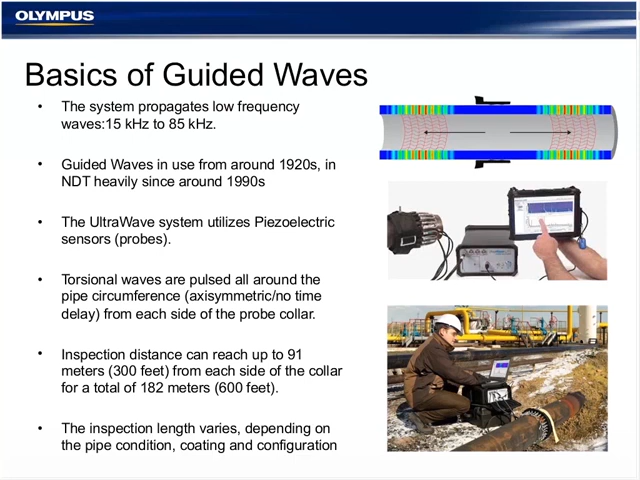 OLYMPUS
Basics of Guided Waves
• The system propagates low frequency
waves:15 kHz to 85 kHz.
• Guided Waves in use from around 1920s, in
NDT heavily since around 1990s
• The UltraWave system utilizes Piezoelectric
sensors (probes).
• Torsional waves are pulsed all around the
pipe circumference (axisymmetric/no time
delay) from each side of the probe collar.
• Inspection distance can reach up to 91
meters (300 feet) from each side of the collar
for a total of 182 meters (600 feet).
• The inspection length varies, depending on
the pipe condition, coating and configuration